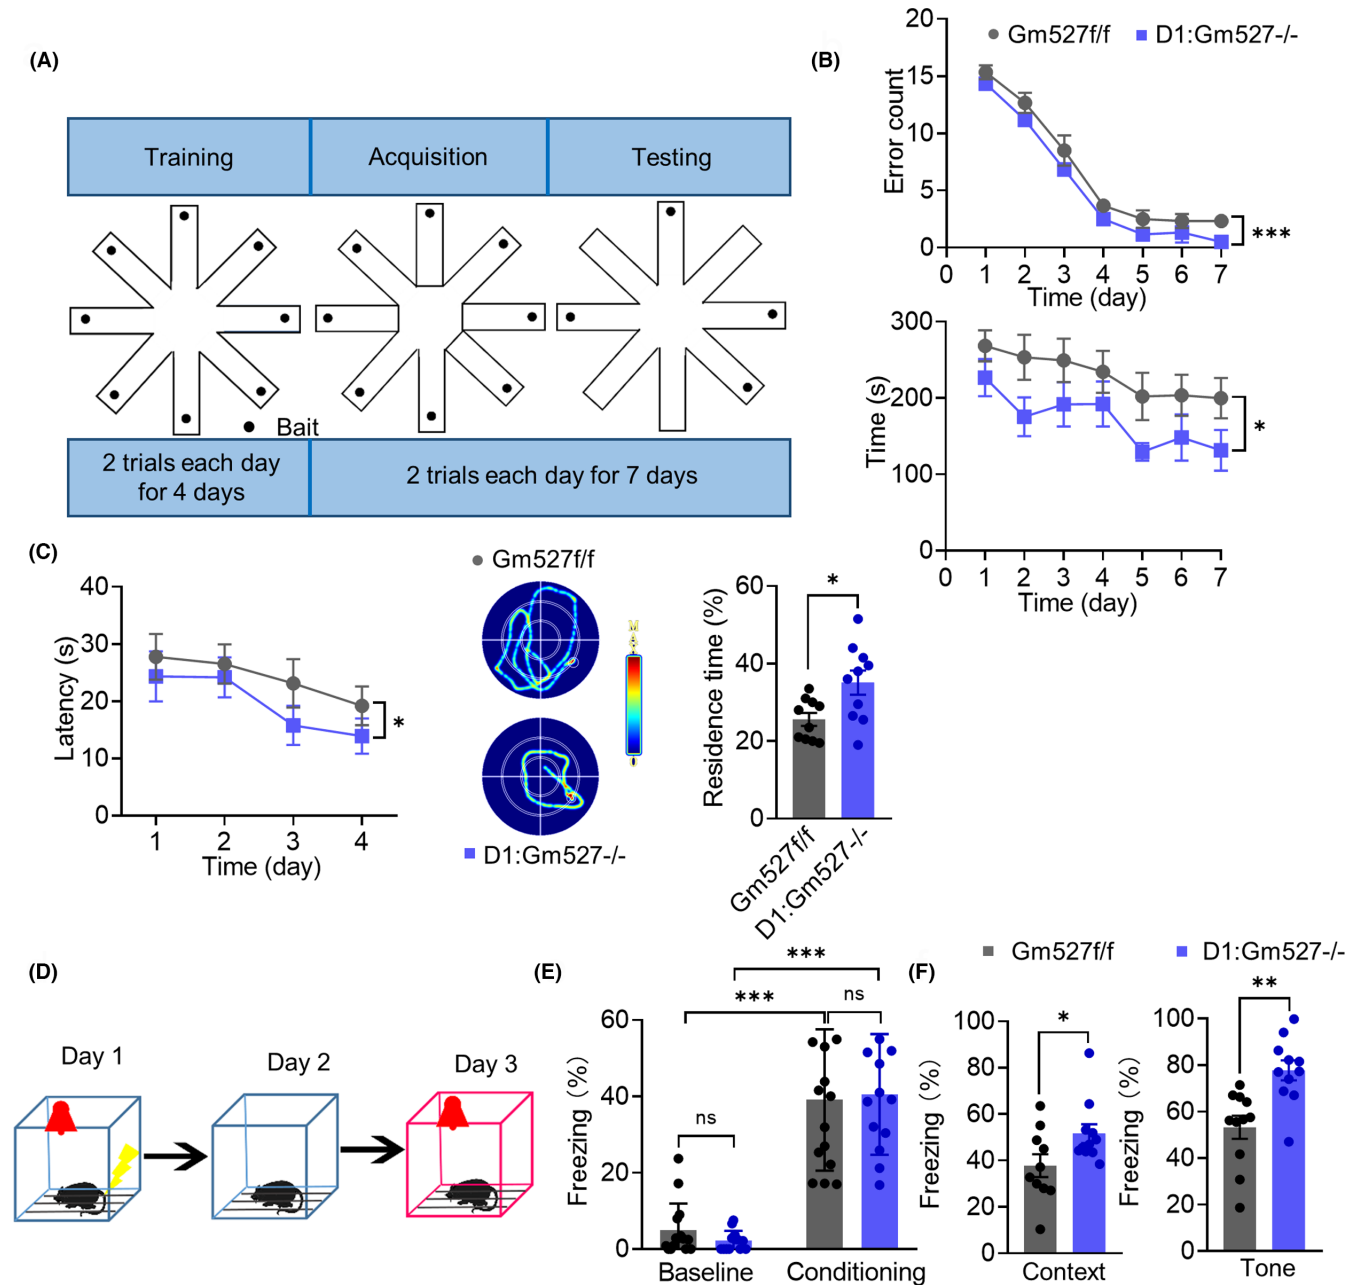 (A)
Training
Acquisition
Testing
Bait
2 trials each day
for 4 days
2 trials each day for 7 days
(B)
Gm527f/f
D1:Gm527-/-
Error count
20
15
10
5
0
0 1 2 3 4 5 6 7
Time (day)
***
Time (s)
300
200
100
0
0 1 2 3 4 5 6 7
Time (day)
*
(C)
Latency (s)
40
30
20
10
0
1 2 3 4
Time (day)
*
Gm527f/f
D1:Gm527-/-
MAX
0
Residence time (%)
60
40
20
0
*
Gm527f/f
D1:Gm527-/-
(D)
Day 1
Day 2
Day 3
(E)
Freezing (%)
60
40
20
0
ns
***
***
ns
Baseline
Conditioning
(F)
Gm527f/f
D1:Gm527-/-
Freezing (%)
100
80
60
40
20
0
*
Context
Freezing (%)
100
80
60
40
20
0
**
Tone